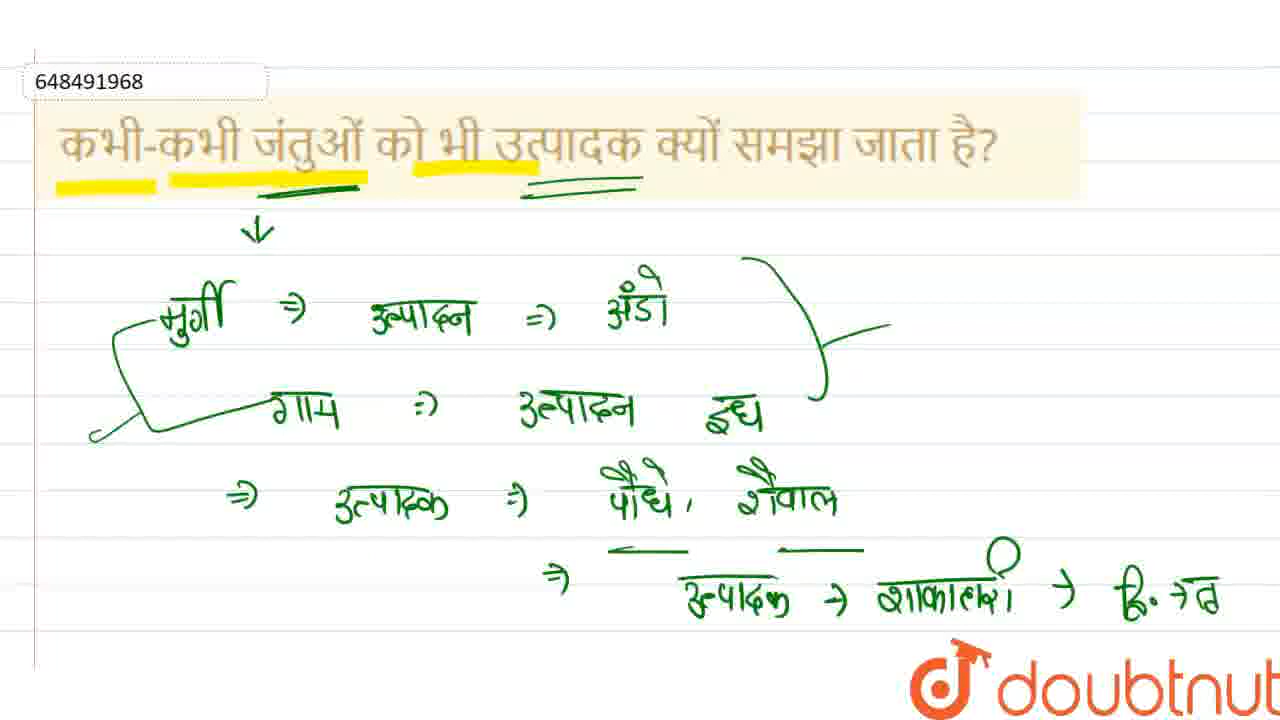 648491968
कभी-कभी जंतुओं को भी उत्पादक क्यों समझा जाता है?
मुर्गी ⇒ उत्पादन ⇒ अंडो
गाय ⇒ उत्पादन दुध
⇒ उत्पादक ⇒ पौधे, शैवाल
⇒ उत्पादक → शाकाहारी → द्वि. → तृ
doubtnut